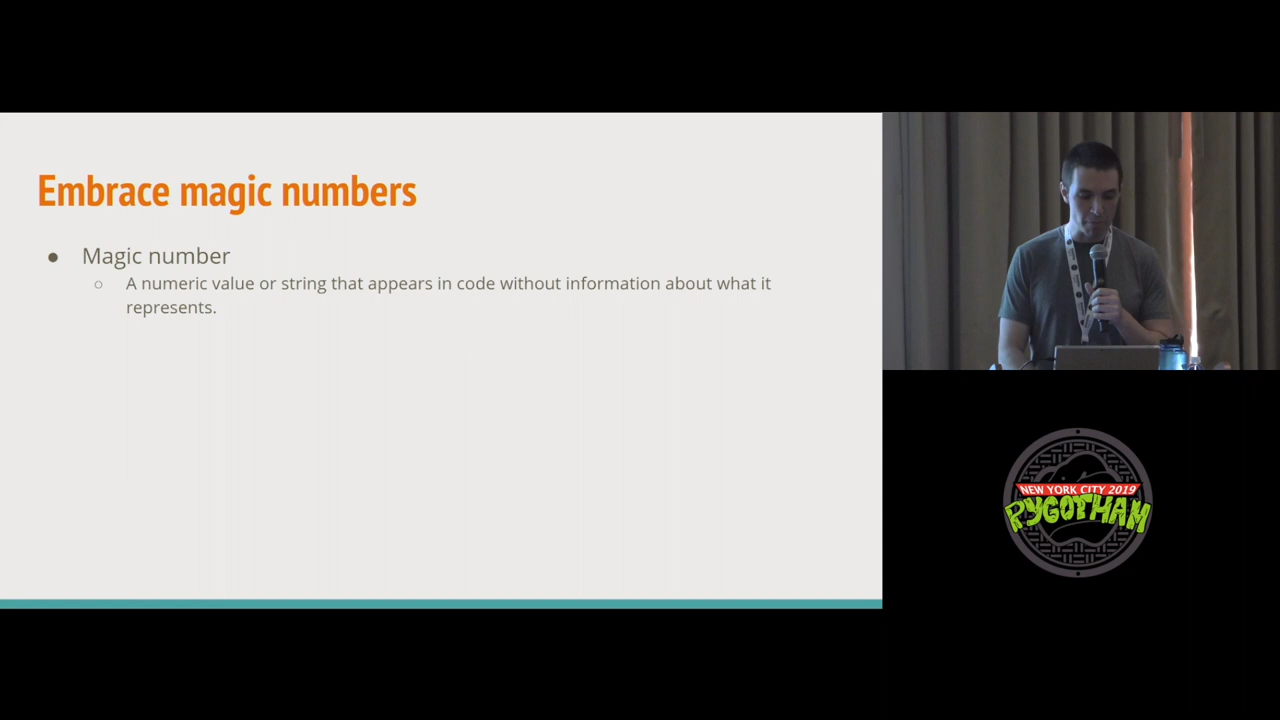 Embrace magic numbers
● Magic number
○ A numeric value or string that appears in code without information about what it
represents.
NEW YORK CITY 2019
PYGOTHAM